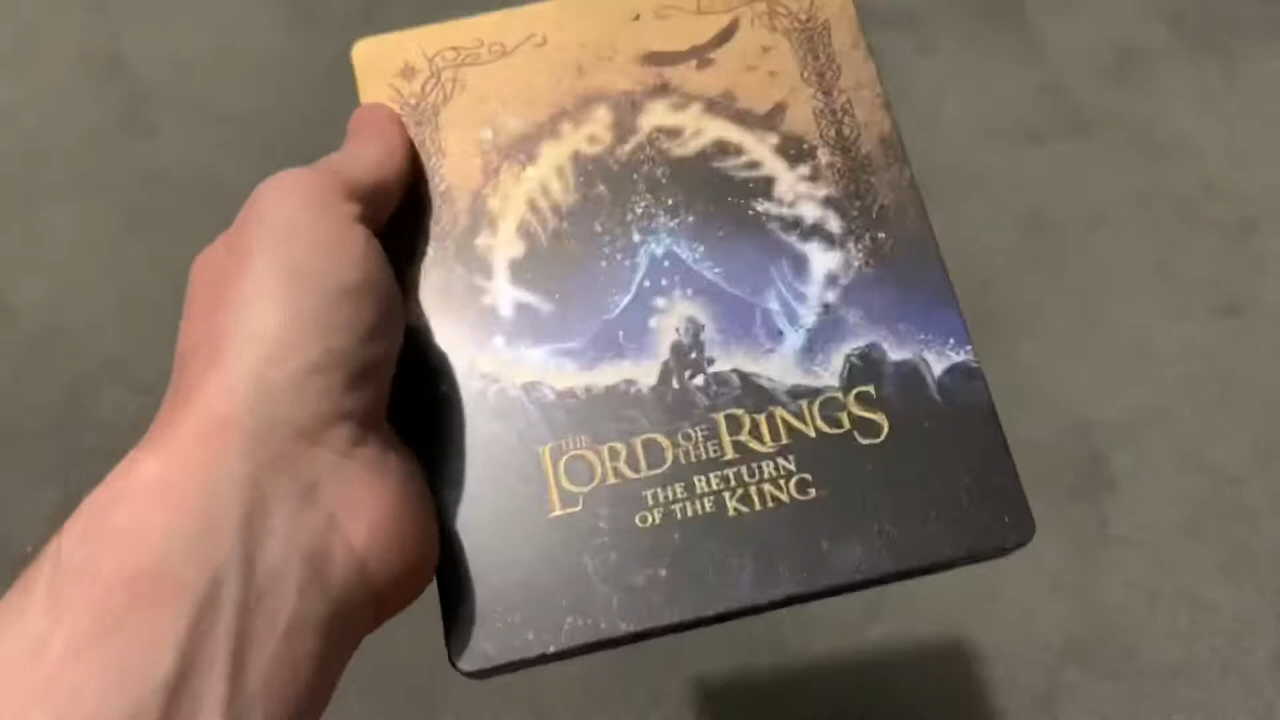 THE LORD OF THE RINGS
THE RETURN
OF THE KING